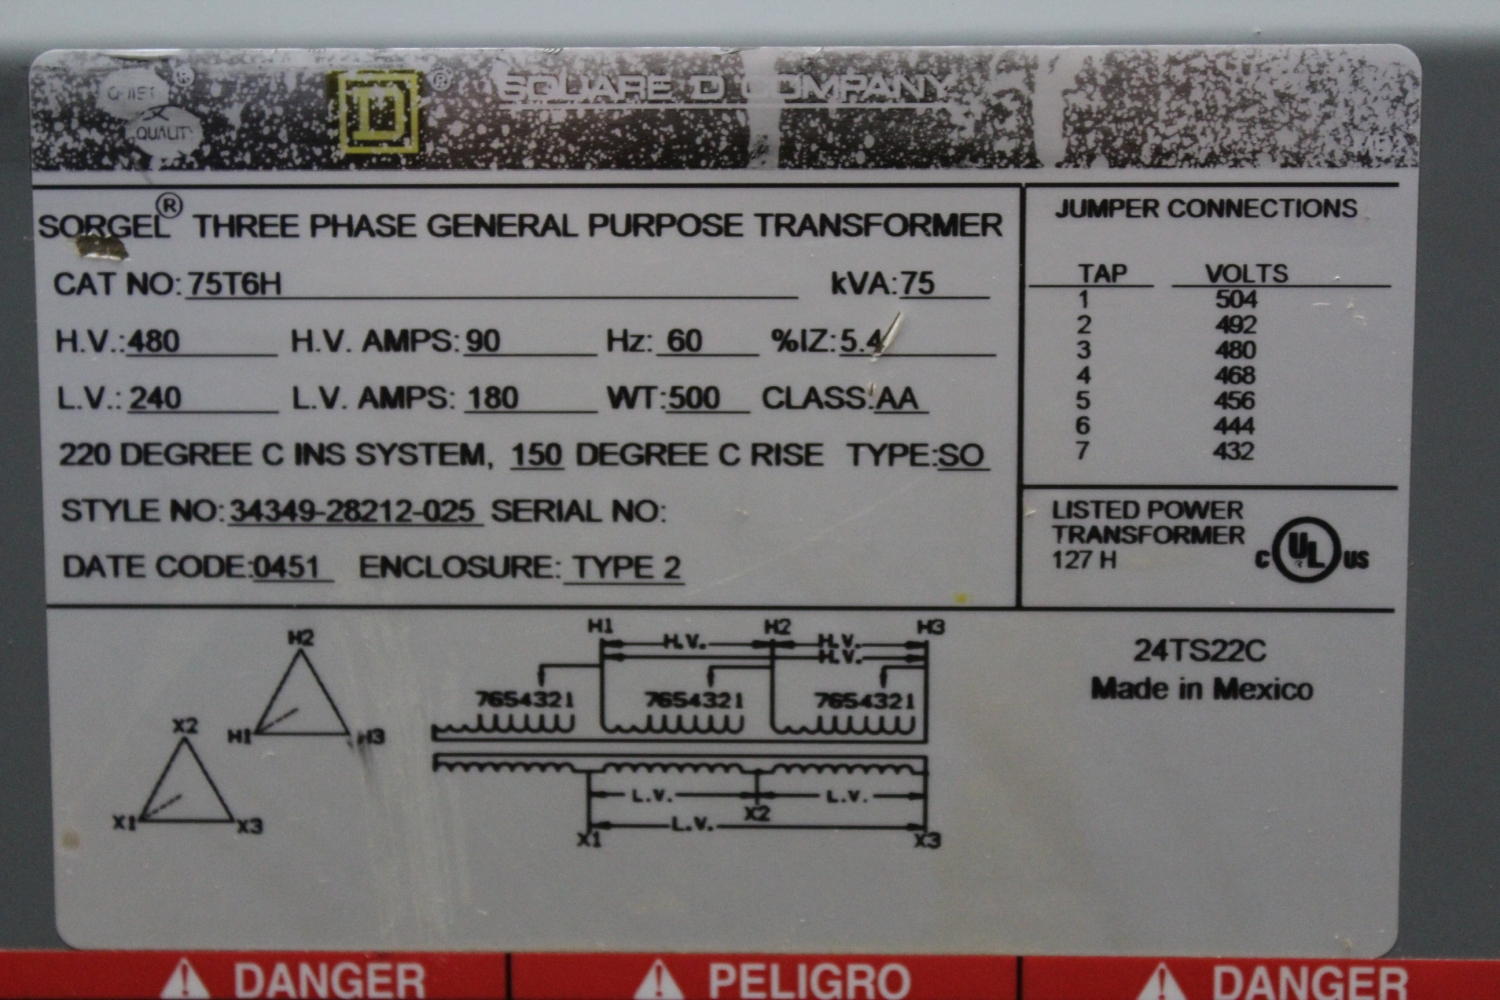 QUIET
QUALITY
D ® SQUARE D COMPANY
SORGEL® THREE PHASE GENERAL PURPOSE TRANSFORMER
CAT NO: 75T6H kVA: 75
H.V.: 480 H.V. AMPS: 90 Hz: 60 %IZ: 5.4
L.V.: 240 L.V. AMPS: 180 WT: 500 CLASS: AA
220 DEGREE C INS SYSTEM, 150 DEGREE C RISE TYPE: SO
STYLE NO: 34349-28212-025 SERIAL NO:
DATE CODE: 0451 ENCLOSURE: TYPE 2
JUMPER CONNECTIONS
TAP VOLTS
1 504
2 492
3 480
4 468
5 456
6 444
7 432
LISTED POWER
TRANSFORMER
127 H
C UL US
H2
H1 H3
X2
X1 X3
H1 H2 H3
H.V. H.V.
H.V.
7654321 7654321 7654321
L.V. L.V.
X2
L.V.
X1 X3
24TS22C
Made in Mexico
DANGER PELIGRO DANGER